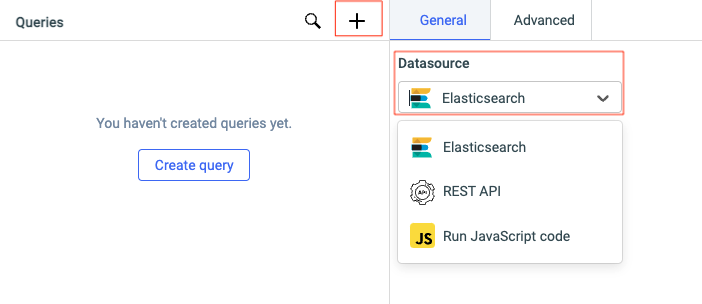 Queries
General
Advanced
Datasource
Elasticsearch
Elasticsearch
REST API
API
JS
Run JavaScript code
You haven't created queries yet.
Create query